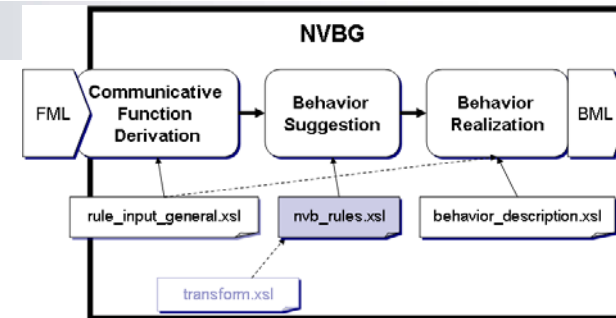 NVBG
FML
Communicative
Function
Derivation
Behavior
Suggestion
Behavior
Realization
BML
rule_input_general.xsl
nvb_rules.xsl
behavior_description.xsl
transform.xsl